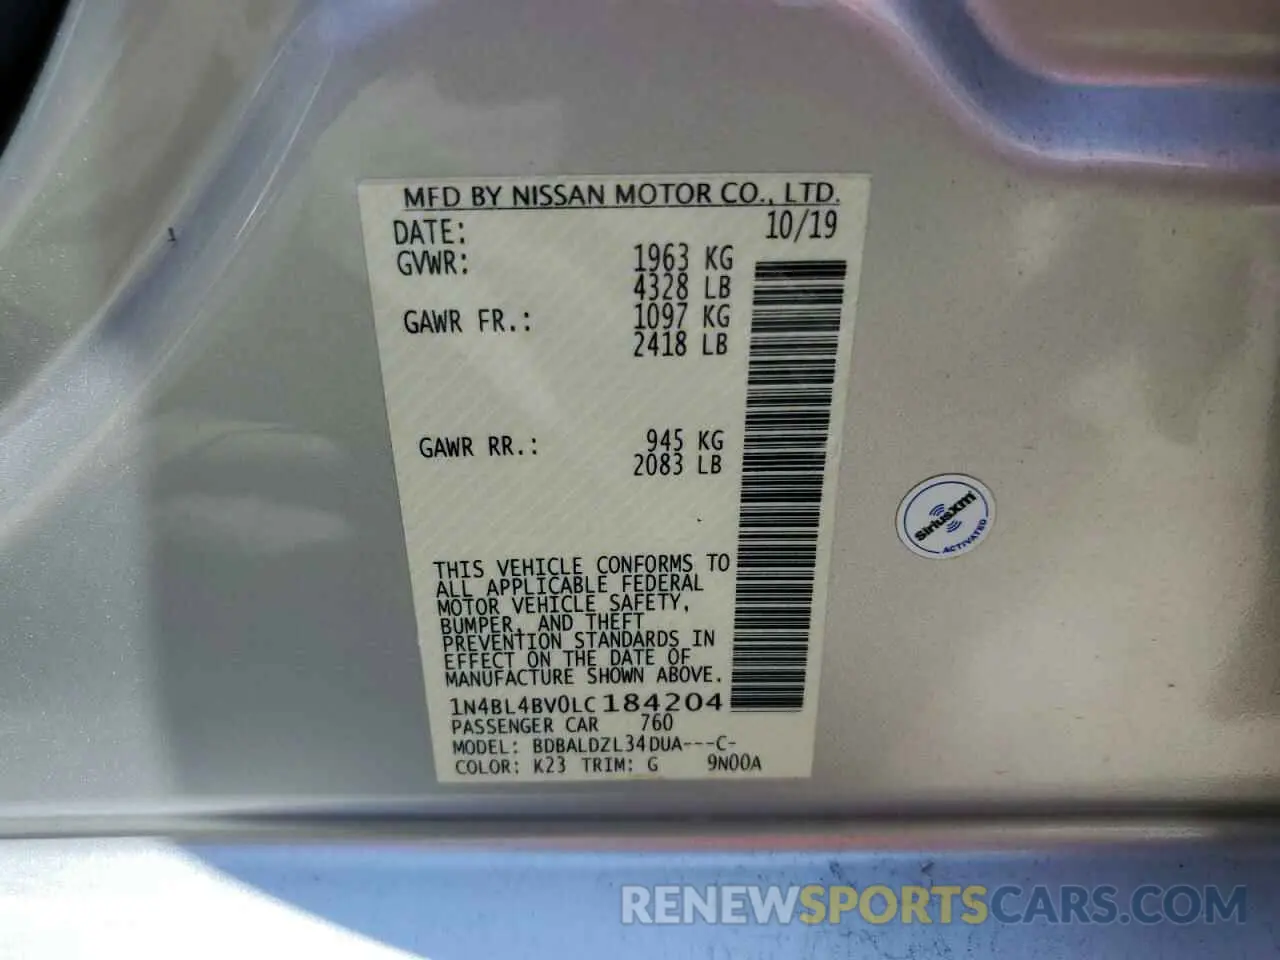 MFD BY NISSAN MOTOR CO., LTD.
DATE: 10/19
GVWR: 1963 KG
4328 LB
GAWR FR.: 1097 KG
2418 LB
GAWR RR.: 945 KG
2083 LB
THIS VEHICLE CONFORMS TO
ALL APPLICABLE FEDERAL
MOTOR VEHICLE SAFETY,
BUMPER, AND THEFT
PREVENTION STANDARDS IN
EFFECT ON THE DATE OF
MANUFACTURE SHOWN ABOVE.
1N4BL4BV0LC184204
PASSENGER CAR 760
MODEL: BDBALDZL34DUA---C-
COLOR: K23 TRIM: G 9N00A
SiriusXM
ACTIVATED
RENEWSPORTSCARS.COM